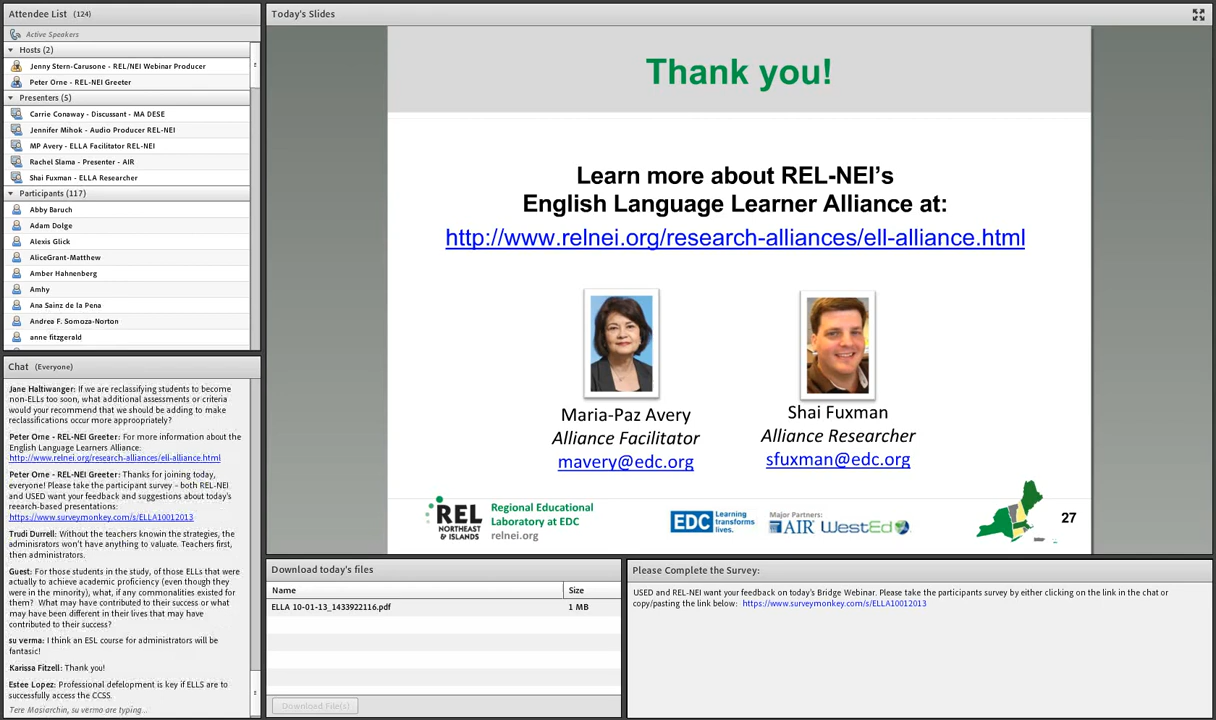 Attendee List (124)
Active Speakers
Hosts (2)
Jenny Stern-Carusone - REL/NEI Webinar Producer
Peter Orne - REL-NEI Greeter
Presenters (5)
Carrie Conaway - Discussant - MA DESE
Jennifer Mihok - Audio Producer REL-NEI
MP Avery - ELLA Facilitator REL-NEI
Rachel Slama - Presenter - AIR
Shai Fuxman - ELLA Researcher
Participants (117)
Abby Baruch
Adam Dolge
Alexis Glick
AliceGrant-Matthew
Amber Hahnenberg
Amhy
Ana Sainz de la Pena
Andrea F. Somoza-Norton
anne fitzgerald
Chat (Everyone)
Jane Haltiwanger: If we are reclassifying students to become
non-ELLs too soon, what additional assessments or criteria
would your recommend that we should be adding to make
reclassifications occur more approopriately?
Peter Orne - REL-NEI Greeter: For more information about the
English Language Learners Alliance:
http://www.relnei.org/research-alliances/ell-alliance.html
Peter Orne - REL-NEI Greeter: Thanks for joining today,
everyone! Please take the participant survey - both REL-NEI
and USED want your feedback and suggestions about today's
reearch-based presentations:
https://www.surveymonkey.com/s/ELLA10012013
Trudi Durrell: Without the teachers known the strategies, the
adminisrators won't have anything to valuate. Teachers first,
then administrators.
Guest: For those students in the study, of those ELLs that were
actually to achieve academic proficiency (even though they
were in the minority), what, if any commonalities existed for
them? What may have contributed to their success or what
may have been different in their lives that may have
contributed to their success?
su verma: I think an ESL course for administrators will be
fantasic!
Karissa Fitzell: Thank you!
Estee Lopez: Professional defelopment is key if ELLS are to
successfully access the CCSS.
Tere Masiarchin, su verma are typing...
Today's Slides
Thank you!
Learn more about REL-NEI’s
English Language Learner Alliance at:
http://www.relnei.org/research-alliances/ell-alliance.html
Maria-Paz Avery
Alliance Facilitator
mavery@edc.org
Shai Fuxman
Alliance Researcher
sfuxman@edc.org
REL
NORTHEAST
& ISLANDS
Regional Educational
Laboratory at EDC
relnei.org
EDC
Learning
transforms
lives.
Major Partners:
AIR
WestEd
27
Download today's files
Name Size
ELLA 10-01-13_1433922116.pdf 1 MB
Download File(s)
Please Complete the Survey:
USED and REL-NEI want your feedback on today's Bridge Webinar. Please take the participants survey by either clicking on the link in the chat or
copy/pasting the link below: https://www.surveymonkey.com/s/ELLA10012013